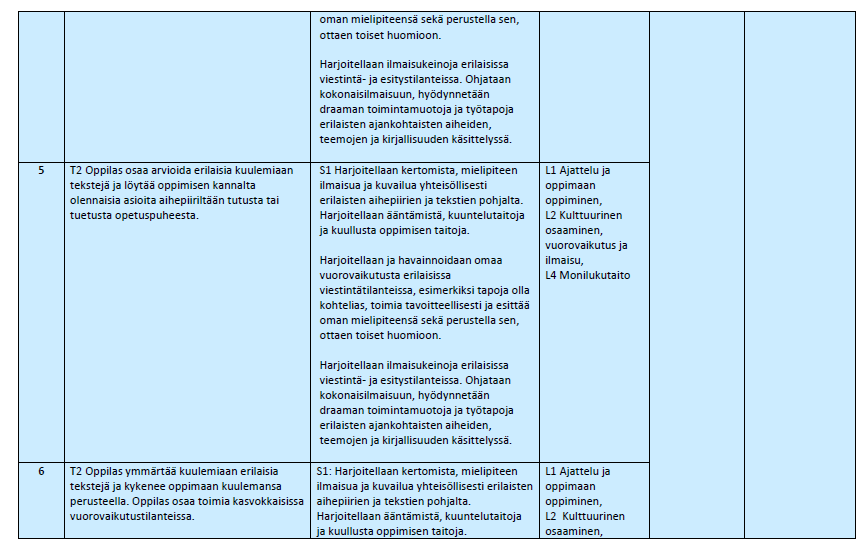 oman mielipiteensä sekä perustella sen,
ottaen toiset huomioon.
Harjoitellaan ilmaisukeinoja erilaisissa
viestintä- ja esitystilanteissa. Ohjataan
kokonaisilmaisuun, hyödynnetään
draaman toimintamuotoja ja työtapoja
erilaisten ajankohtaisten aiheiden,
teemojen ja kirjallisuuden käsittelyssä.
5
T2 Oppilas osaa arvioida erilaisia kuulemiaan
tekstejä ja löytää oppimisen kannalta
olennaisia asioita aihepiiriltään tutusta tai
tuetusta opetuspuheesta.
S1 Harjoitellaan kertomista, mielipiteen
ilmaisua ja kuvailua yhteisöllisesti
erilaisten aihepiirien ja tekstien pohjalta.
Harjoitellaan ääntämistä, kuuntelutaitoja
ja kuullusta oppimisen taitoja.
Harjoitellaan ja havainnoidaan omaa
vuorovaikutusta erilaisissa
viestintätilanteissa, esimerkiksi tapoja olla
kohtelias, toimia tavoitteellisesti ja esittää
oman mielipiteensä sekä perustella sen,
ottaen toiset huomioon.
Harjoitellaan ilmaisukeinoja erilaisissa
viestintä- ja esitystilanteissa. Ohjataan
kokonaisilmaisuun, hyödynnetään
draaman toimintamuotoja ja työtapoja
erilaisten ajankohtaisten aiheiden,
teemojen ja kirjallisuuden käsittelyssä.
L1 Ajattelu ja
oppimaan
oppiminen,
L2 Kulttuurinen
osaaminen,
vuorovaikutus ja
ilmaisu,
L4 Monilukutaito
6
T2 Oppilas ymmärtää kuulemiaan erilaisia
tekstejä ja kykenee oppimaan kuulemansa
perusteella. Oppilas osaa toimia kasvokkaisissa
vuorovaikutustilanteissa.
S1: Harjoitellaan kertomista, mielipiteen
ilmaisua ja kuvailua yhteisöllisesti erilaisten
aihepiirien ja tekstien pohjalta.
Harjoitellaan ääntämistä, kuuntelutaitoja
ja kuullusta oppimisen taitoja.
L1 Ajattelu ja
oppimaan
oppiminen,
L2 Kulttuurinen
osaaminen,